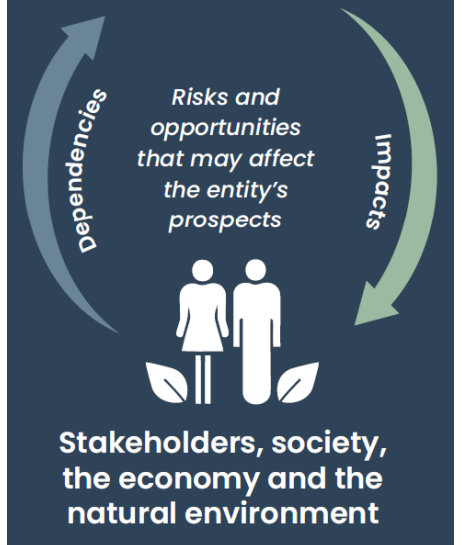 Dependencies
Risks and
opportunities
that may affect
the entity's
prospects
Impacts
Stakeholders, society,
the economy and the
natural environment